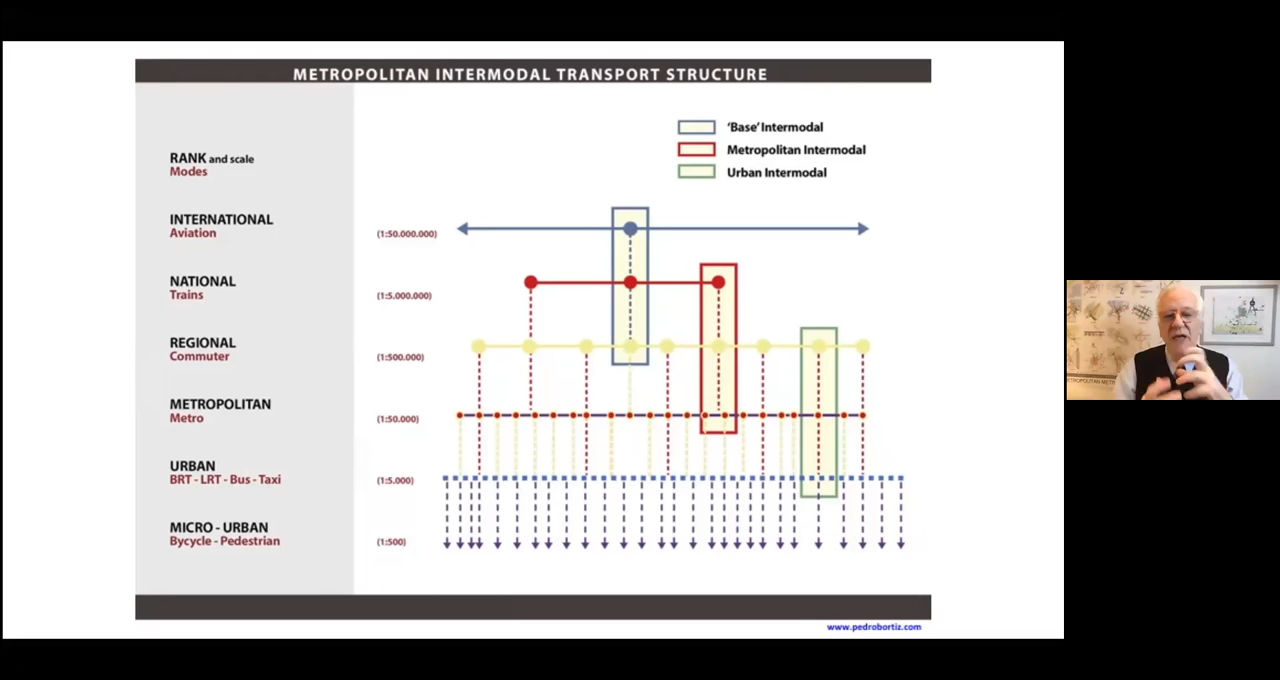 METROPOLITAN INTERMODAL TRANSPORT STRUCTURE
'Base' Intermodal
Metropolitan Intermodal
Urban Intermodal
RANK and scale
Modes
INTERNATIONAL
Aviation
(1:50.000.000)
NATIONAL
Trains
(1:5.000.000)
REGIONAL
Commuter
(1:500.000)
METROPOLITAN
Metro
(1:50.000)
URBAN
BRT - LRT - Bus - Taxi
(1:5.000)
MICRO - URBAN
Bycycle - Pedestrian
(1:500)
www.pedrobortiz.com